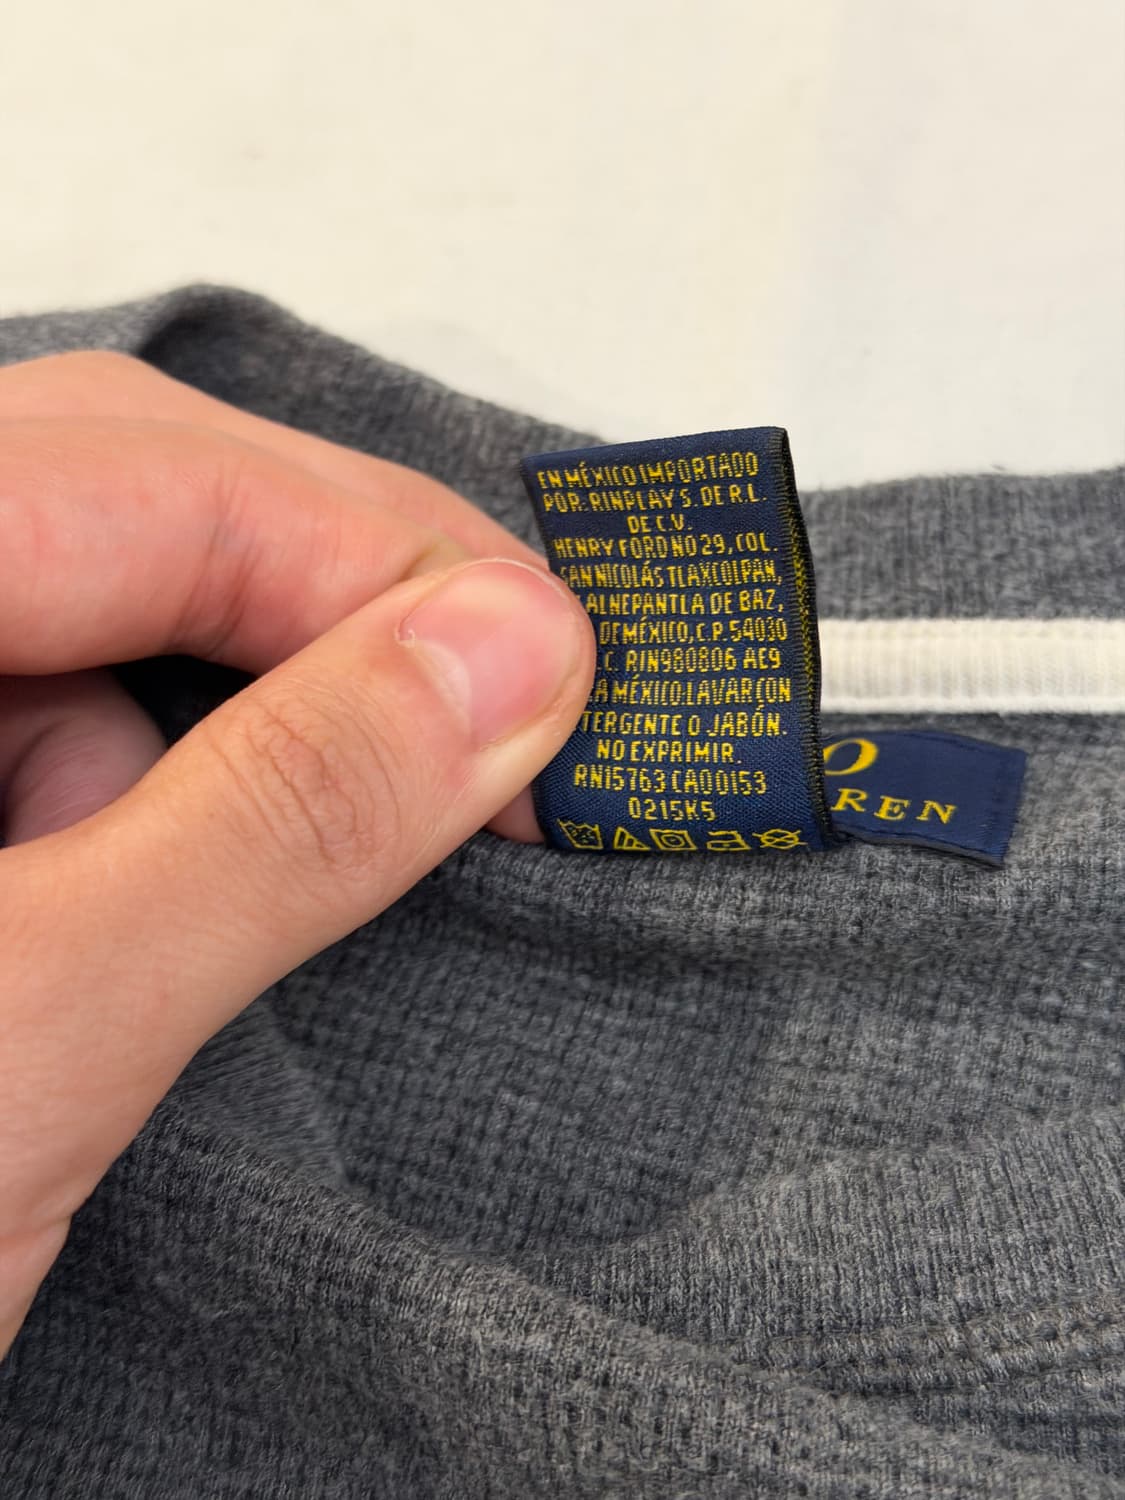 EN MÉXICO IMPORTADO
POR: RINPLAY S. DE R.L.
DE C.V.
HENRY FORD NO 29, COL.
SAN NICOLÁS TLAXCOLPAN,
LALNEPANTLA DE BAZ,
DE MÉXICO, C.P. 54030
.C. RIN980806 AE9
A MÉXICO.LAVAR CON
TERGENTE O JABÓN.
NO EXPRIMIR.
RN15763 CA00153
0215K5
O
REN